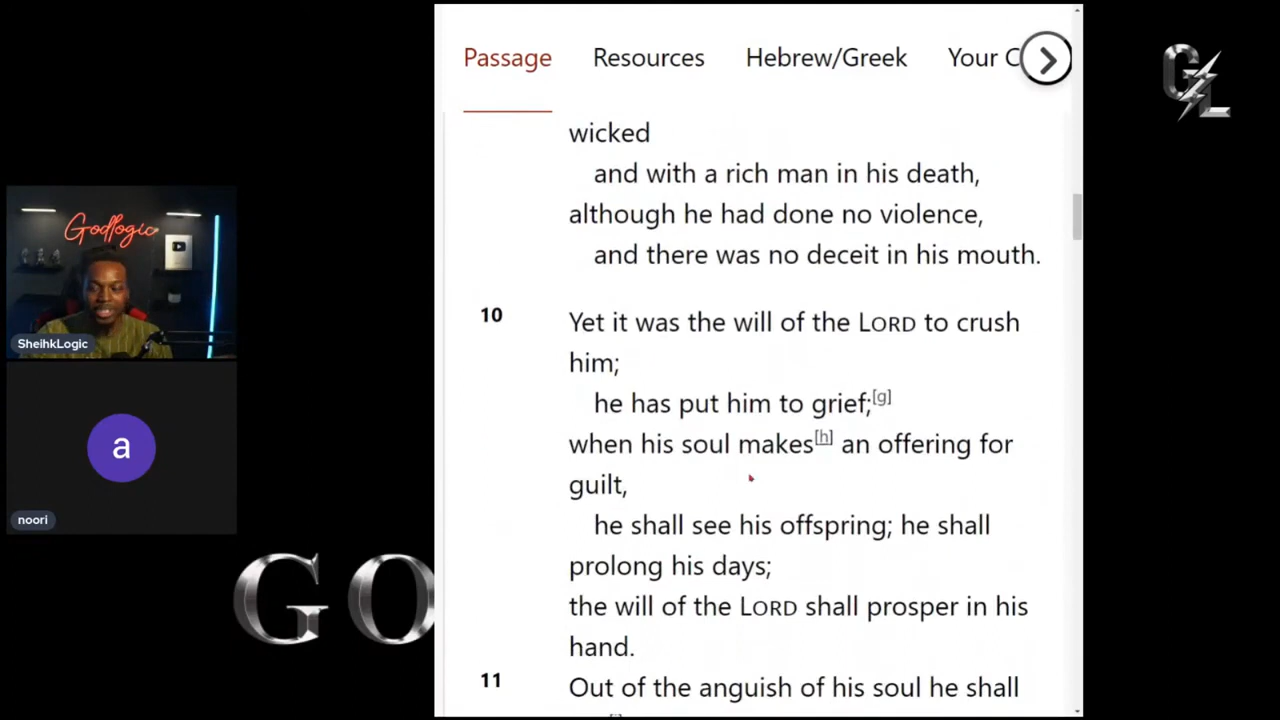 Passage Resources Hebrew/Greek Your C
wicked
and with a rich man in his death,
although he had done no violence,
and there was no deceit in his mouth.
10 Yet it was the will of the LORD to crush
him;
he has put him to grief;[g]
when his soul makes[h] an offering for
guilt,
he shall see his offspring; he shall
prolong his days;
the will of the LORD shall prosper in his
hand.
11 Out of the anguish of his soul he shall
Godlogic
SheihkLogic
a
noori
GO
GL